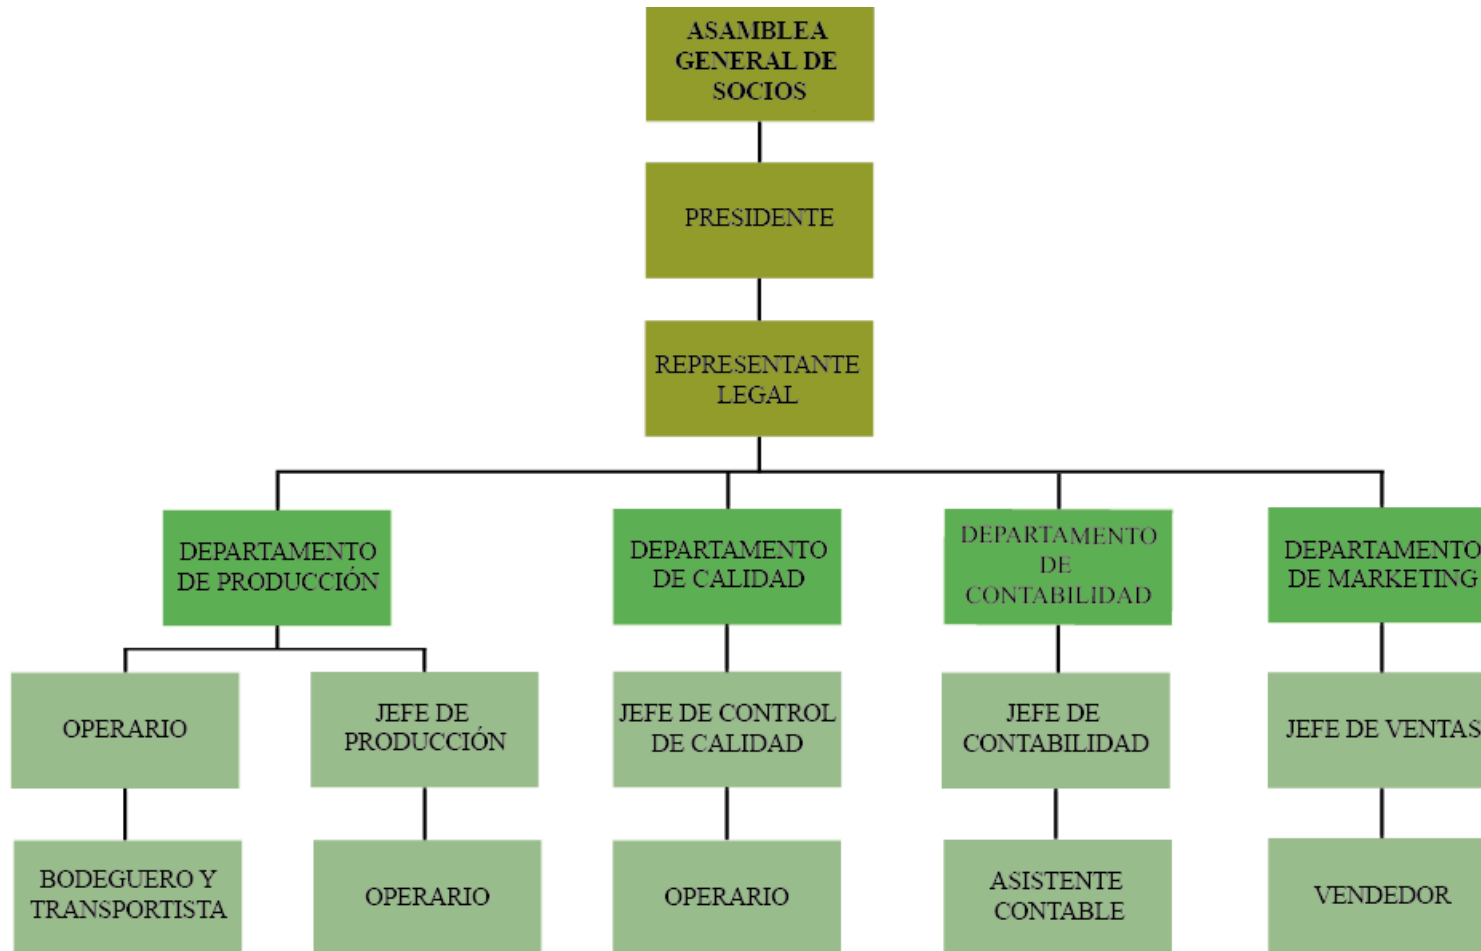 ASAMBLEA
GENERAL DE
SOCIOS
PRESIDENTE
REPRESENTANTE
LEGAL
DEPARTAMENTO
DE PRODUCCIÓN
DEPARTAMENTO
DE CALIDAD
DEPARTAMENTO
DE
CONTABILIDAD
DEPARTAMENTO
DE MARKETING
OPERARIO
JEFE DE
PRODUCCIÓN
JEFE DE CONTROL
DE CALIDAD
JEFE DE
CONTABILIDAD
JEFE DE VENTAS
BODEGUERO Y
TRANSPORTISTA
OPERARIO
OPERARIO
ASISTENTE
CONTABLE
VENDEDOR